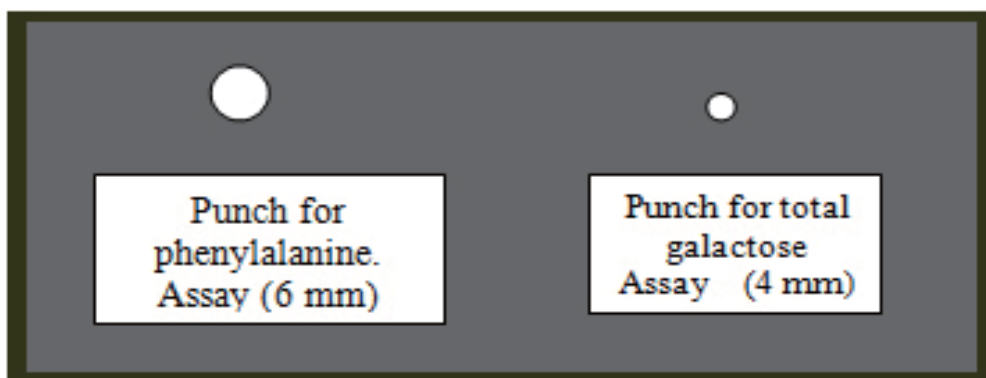 Punch for
phenylalanine.
Assay (6 mm)
Punch for total
galactose
Assay (4 mm)